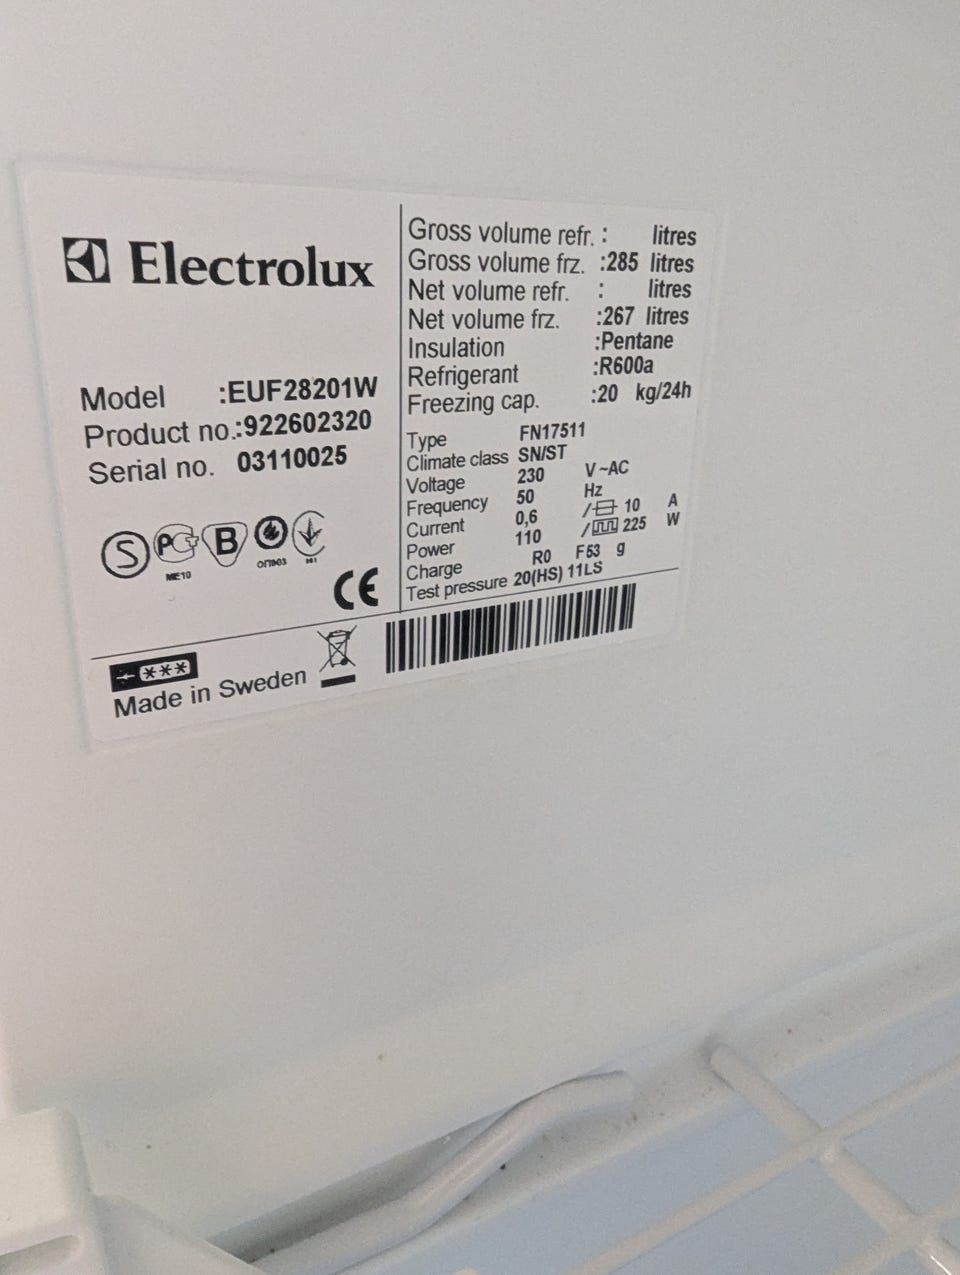 Electrolux
Model :EUF28201W
Product no.:922602320
Serial no. 03110025
S PC B
ME10
CE
***
Made in Sweden
Gross volume refr. : litres
Gross volume frz. :285 litres
Net volume refr. : litres
Net volume frz. :267 litres
Insulation :Pentane
Refrigerant :R600a
Freezing cap. :20 kg/24h
Type FN17511
Climate class SN/ST
Voltage 230 V ~AC
Frequency 50 Hz
Current 0,6 / 10 A
Power 110 / 225 W
Charge R0 F53 g
Test pressure 20(HS) 11LS